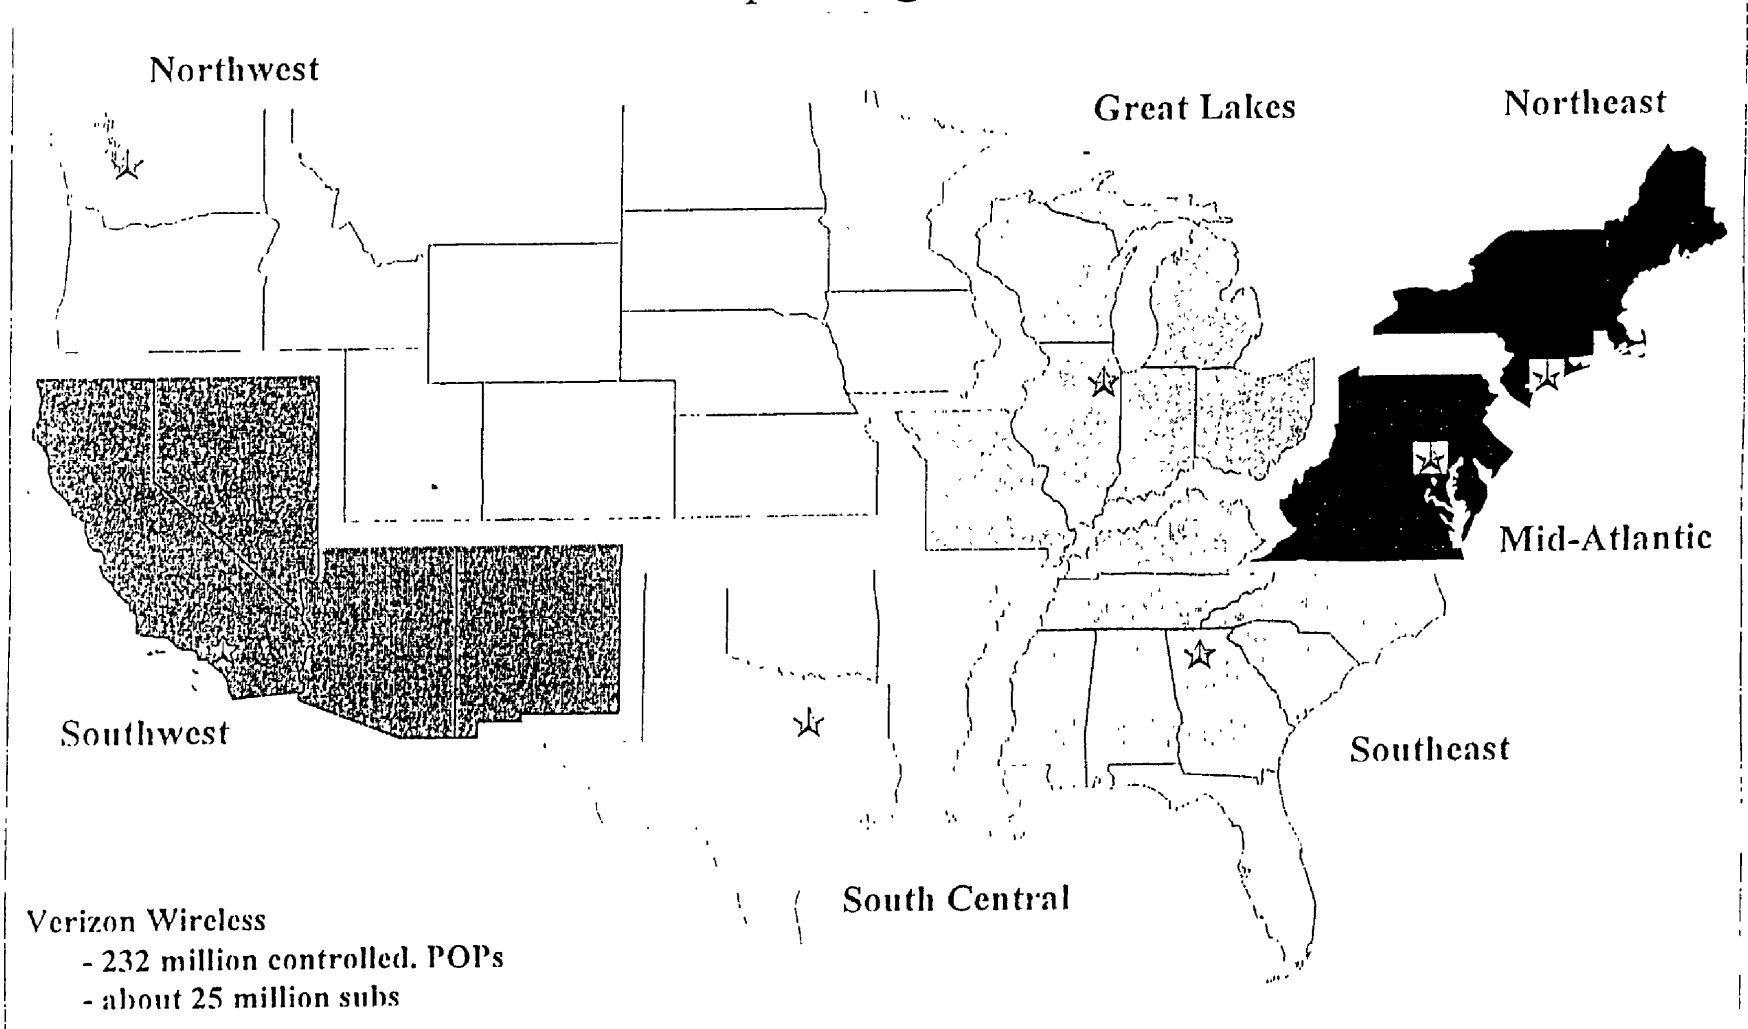 Northwest
Great Lakes
Northeast
Mid-Atlantic
Southwest
Southeast
South Central
Verizon Wireless
- 232 million controlled. POPs
- about 25 million subs